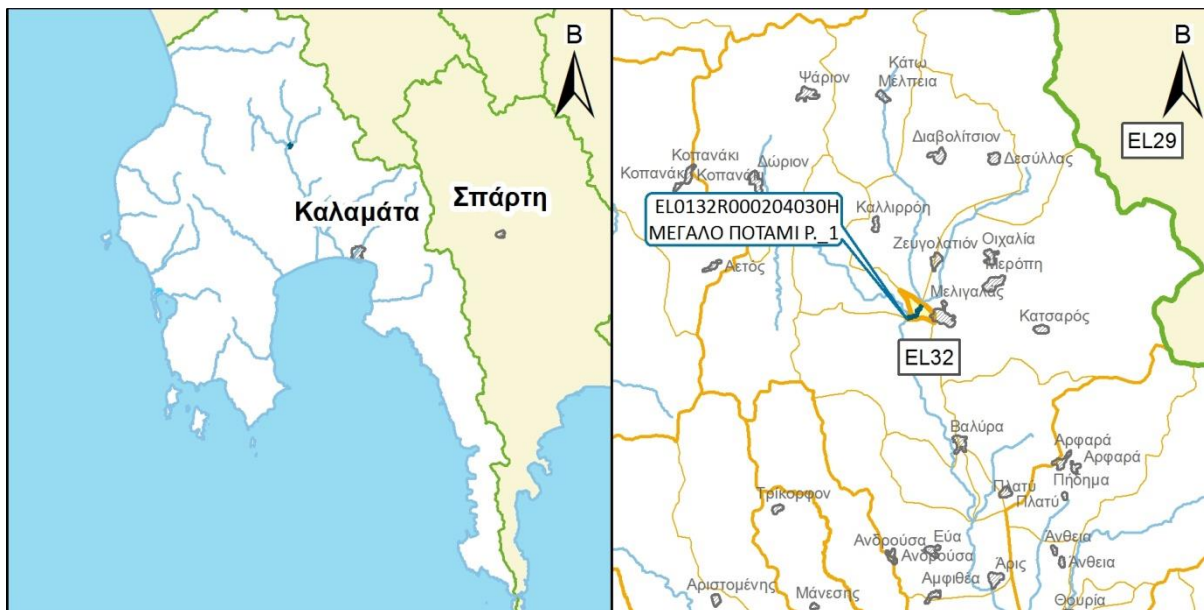 Β
Καλαμάτα
Σπάρτη
Β
Κάτω
Μέλπεια
Ψάριον
Διαβολίτσιον
Δεσύλλας
EL29
Κοπανάκι
Κοπανάκι
Κοπανάκι
Δώριον
EL0132R000204030H
ΜΕΓΑΛΟ ΠΟΤΑΜΙ Ρ._1
Καλλιρρόη
Ζευγολατιόν
Οιχαλία
Μερόπη
Αετός
Μελιγαλάς
Κατσαρός
EL32
Βαλύρα
Αρφαρά
Αρφαρά
Πήδημα
Πλατύ
Πλατύ
Τρίκορφον
Ανδρούσα
Εύα
Ανδρούσα
Άνθεια
Άνθεια
Άρις
Αμφιθέα
Αριστομένης
Μάνεσης
Θουρία